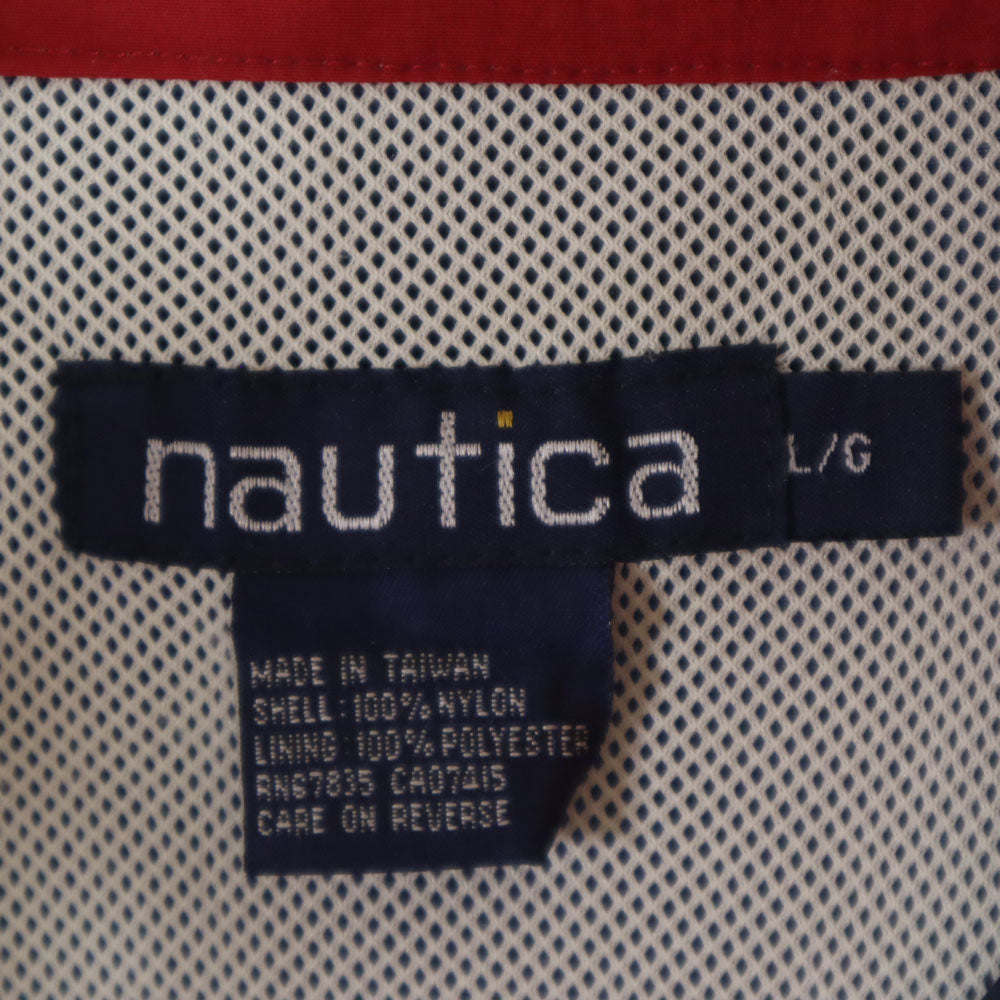 nautica
L/G
MADE IN TAIWAN
SHELL: 100% NYLON
LINING: 100% POLYESTER
RN67835 CA07415
CARE ON REVERSE